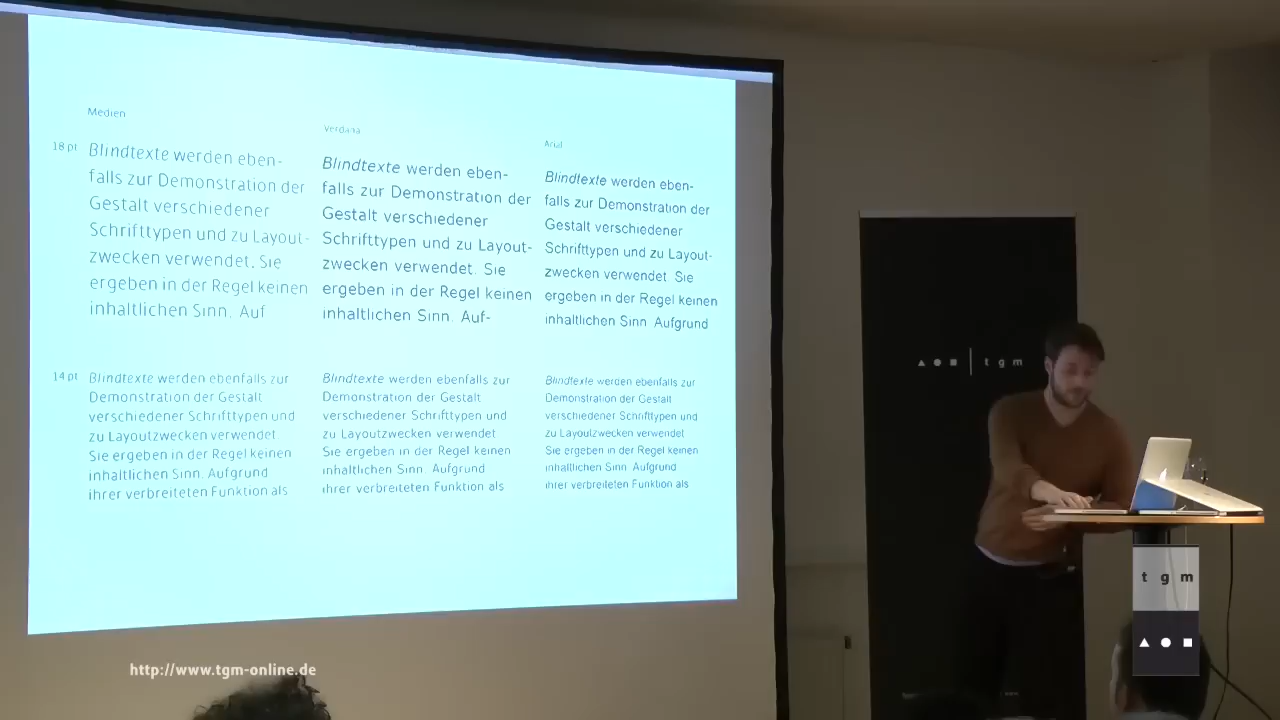 Medien
18 pt
Blindtexte werden eben-
falls zur Demonstration der
Gestalt verschiedener
Schrifttypen und zu Layout-
zwecken verwendet. Sie
ergeben in der Regel keinen
inhaltlichen Sinn. Auf
Verdana
Blindtexte werden eben-
falls zur Demonstration der
Gestalt verschiedener
Schrifttypen und zu Layout-
zwecken verwendet. Sie
ergeben in der Regel keinen
inhaltlichen Sinn. Auf-
Arial
Blindtexte werden eben-
falls zur Demonstration der
Gestalt verschiedener
Schrifttypen und zu Layout-
zwecken verwendet. Sie
ergeben in der Regel keinen
inhaltlichen Sinn. Aufgrund
14 pt
Blindtexte werden ebenfalls zur
Demonstration der Gestalt
verschiedener Schrifttypen und
zu Layoutzwecken verwendet.
Sie ergeben in der Regel keinen
inhaltlichen Sinn. Aufgrund
ihrer verbreiteten Funktion als
Blindtexte werden ebenfalls zur
Demonstration der Gestalt
verschiedener Schrifttypen und
zu Layoutzwecken verwendet.
Sie ergeben in der Regel keinen
inhaltlichen Sinn. Aufgrund
ihrer verbreiteten Funktion als
Blindtexte werden ebenfalls zur
Demonstration der Gestalt
verschiedener Schrifttypen und
zu Layoutzwecken verwendet.
Sie ergeben in der Regel keinen
inhaltlichen Sinn. Aufgrund
ihrer verbreiteten Funktion als
tgm
tgm
http://www.tgm-online.de